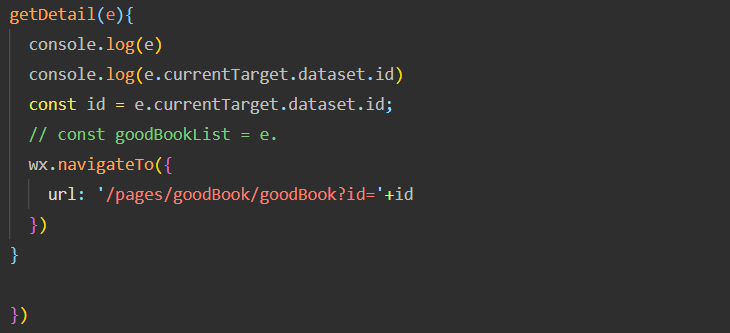 getDetail(e){
console.log(e)
console.log(e.currentTarget.dataset.id)
const id = e.currentTarget.dataset.id;
// const goodBookList = e.
wx.navigateTo({
url: '/pages/goodBook/goodBook?id='+id
})
}
})